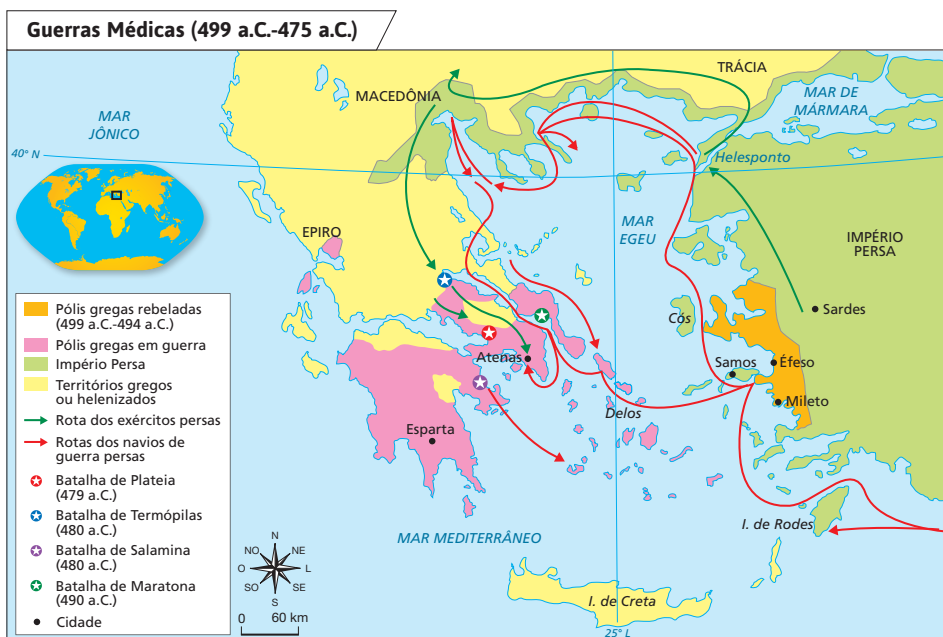 Guerras Médicas (499 a.C.-475 a.C.)
TRÁCIA
MACEDÔNIA
MAR DE
MÁRMARA
MAR
JÔNICO
40° N
Helesponto
MAR
EGEU
EPIRO
IMPÉRIO
PERSA
Sardes
Cós
Samos
Éfeso
Atenas
Mileto
Delos
Esparta
I. de Rodes
MAR MEDITERRÂNEO
I. de Creta
25° L
Pólis gregas rebeladas
(499 a.C.-494 a.C.)
Pólis gregas em guerra
Império Persa
Territórios gregos
ou helenizados
Rota dos exércitos persas
Rotas dos navios de
guerra persas
Batalha de Plateia
(479 a.C.)
Batalha de Termópilas
(480 a.C.)
Batalha de Salamina
(480 a.C.)
Batalha de Maratona
(490 a.C.)
Cidade
N
NO NE
O L
SO SE
S
0 60 km